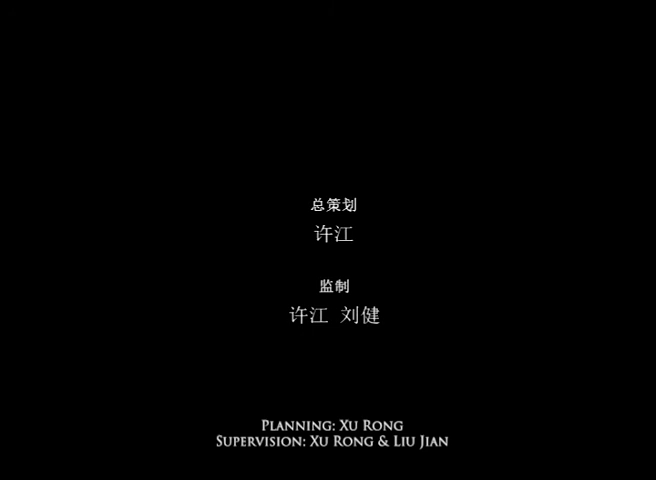 总策划
许江
监制
许江 刘健
PLANNING: XU RONG
SUPERVISION: XU RONG & LIU JIAN